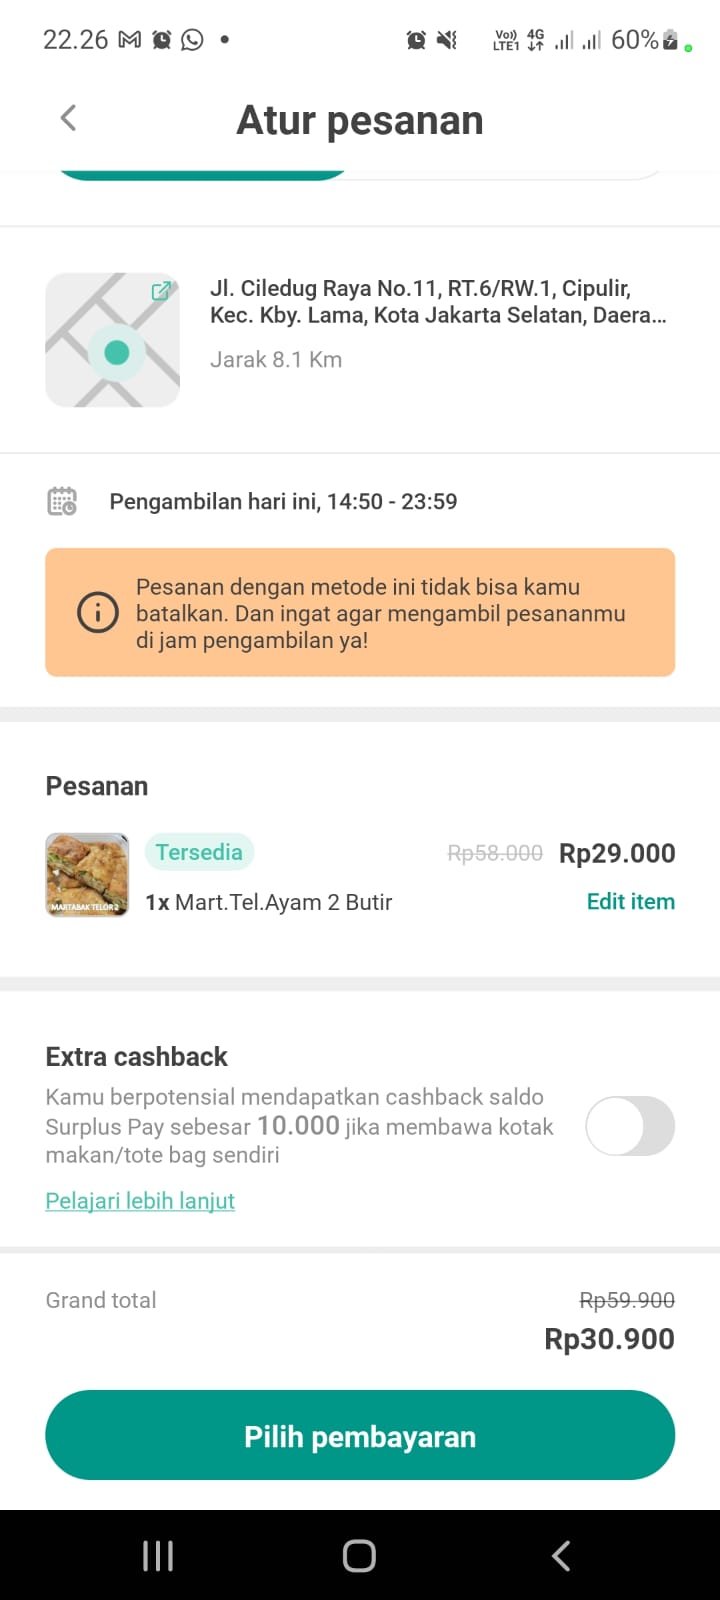 22.26
Vo)) LTE1 4G 60%
Atur pesanan
Jl. Ciledug Raya No.11, RT.6/RW.1, Cipulir,
Kec. Kby. Lama, Kota Jakarta Selatan, Daera...
Jarak 8.1 Km
Pengambilan hari ini, 14:50 - 23:59
Pesanan dengan metode ini tidak bisa kamu
batalkan. Dan ingat agar mengambil pesananmu
di jam pengambilan ya!
Pesanan
Tersedia Rp58.000 Rp29.000
MARTABAK TELOR 2
1x Mart.Tel.Ayam 2 Butir Edit item
Extra cashback
Kamu berpotensial mendapatkan cashback saldo
Surplus Pay sebesar 10.000 jika membawa kotak
makan/tote bag sendiri
Pelajari lebih lanjut
Grand total Rp59.900
Rp30.900
Pilih pembayaran